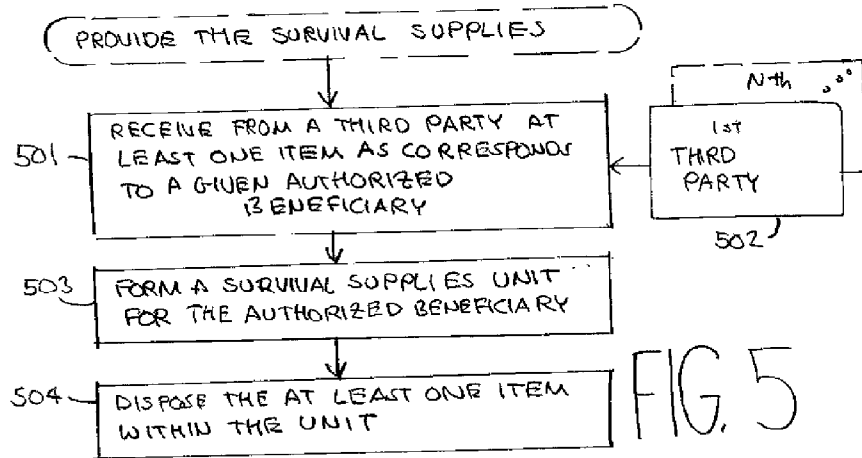 PROVIDE THE SURVIVAL SUPPLIES
Nth
501
RECEIVE FROM A THIRD PARTY AT
LEAST ONE ITEM AS CORRESPONDS
TO A GIVEN AUTHORIZED
BENEFICIARY
1st
THIRD
PARTY
502
503
FORM A SURVIVAL SUPPLIES UNIT
FOR THE AUTHORIZED BENEFICIARY
504
DISPOSE THE AT LEAST ONE ITEM
WITHIN THE UNIT
FIG. 5